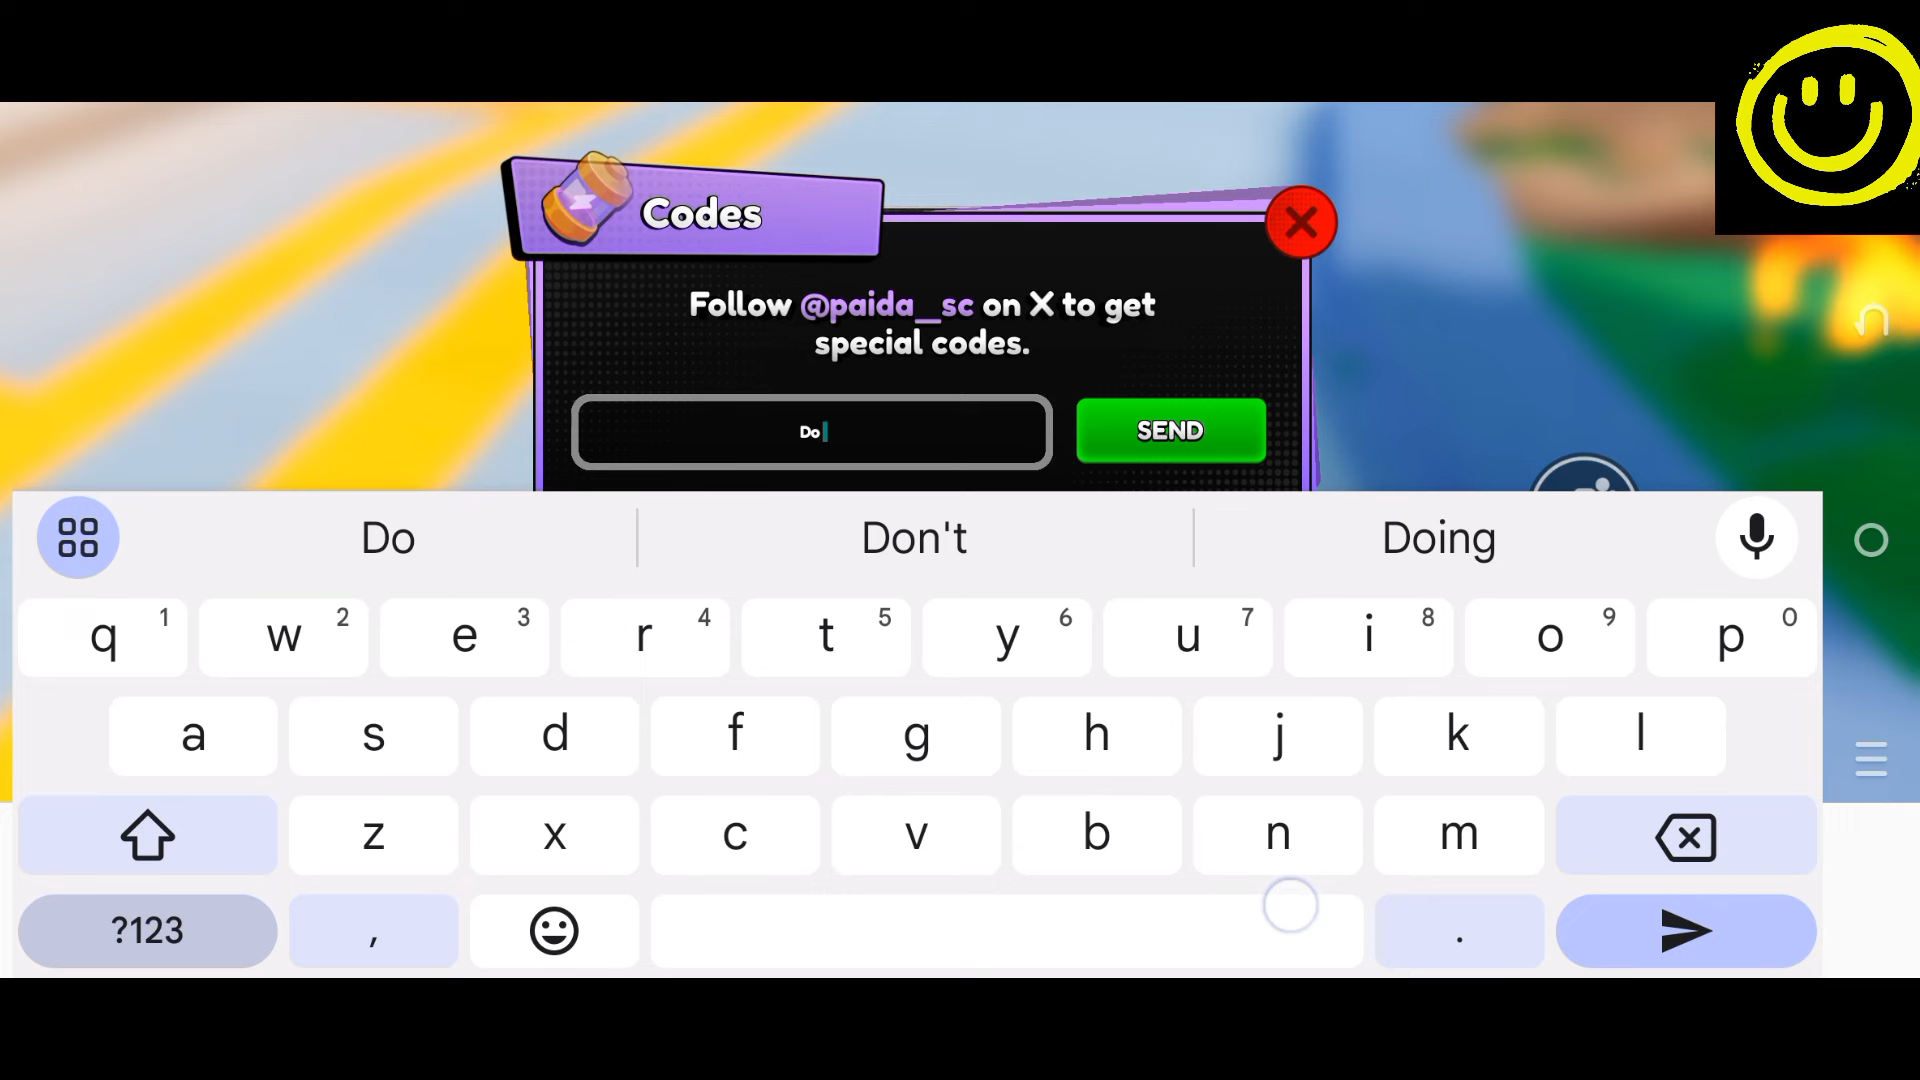 Codes
Follow @paida_sc on X to get
special codes.
Do
SEND
Do Don't Doing
q 1 w 2 e 3 r 4 t 5 y 6 u 7 i 8 o 9 p 0
a s d f g h j k l
z x c v b n m
?123 , .